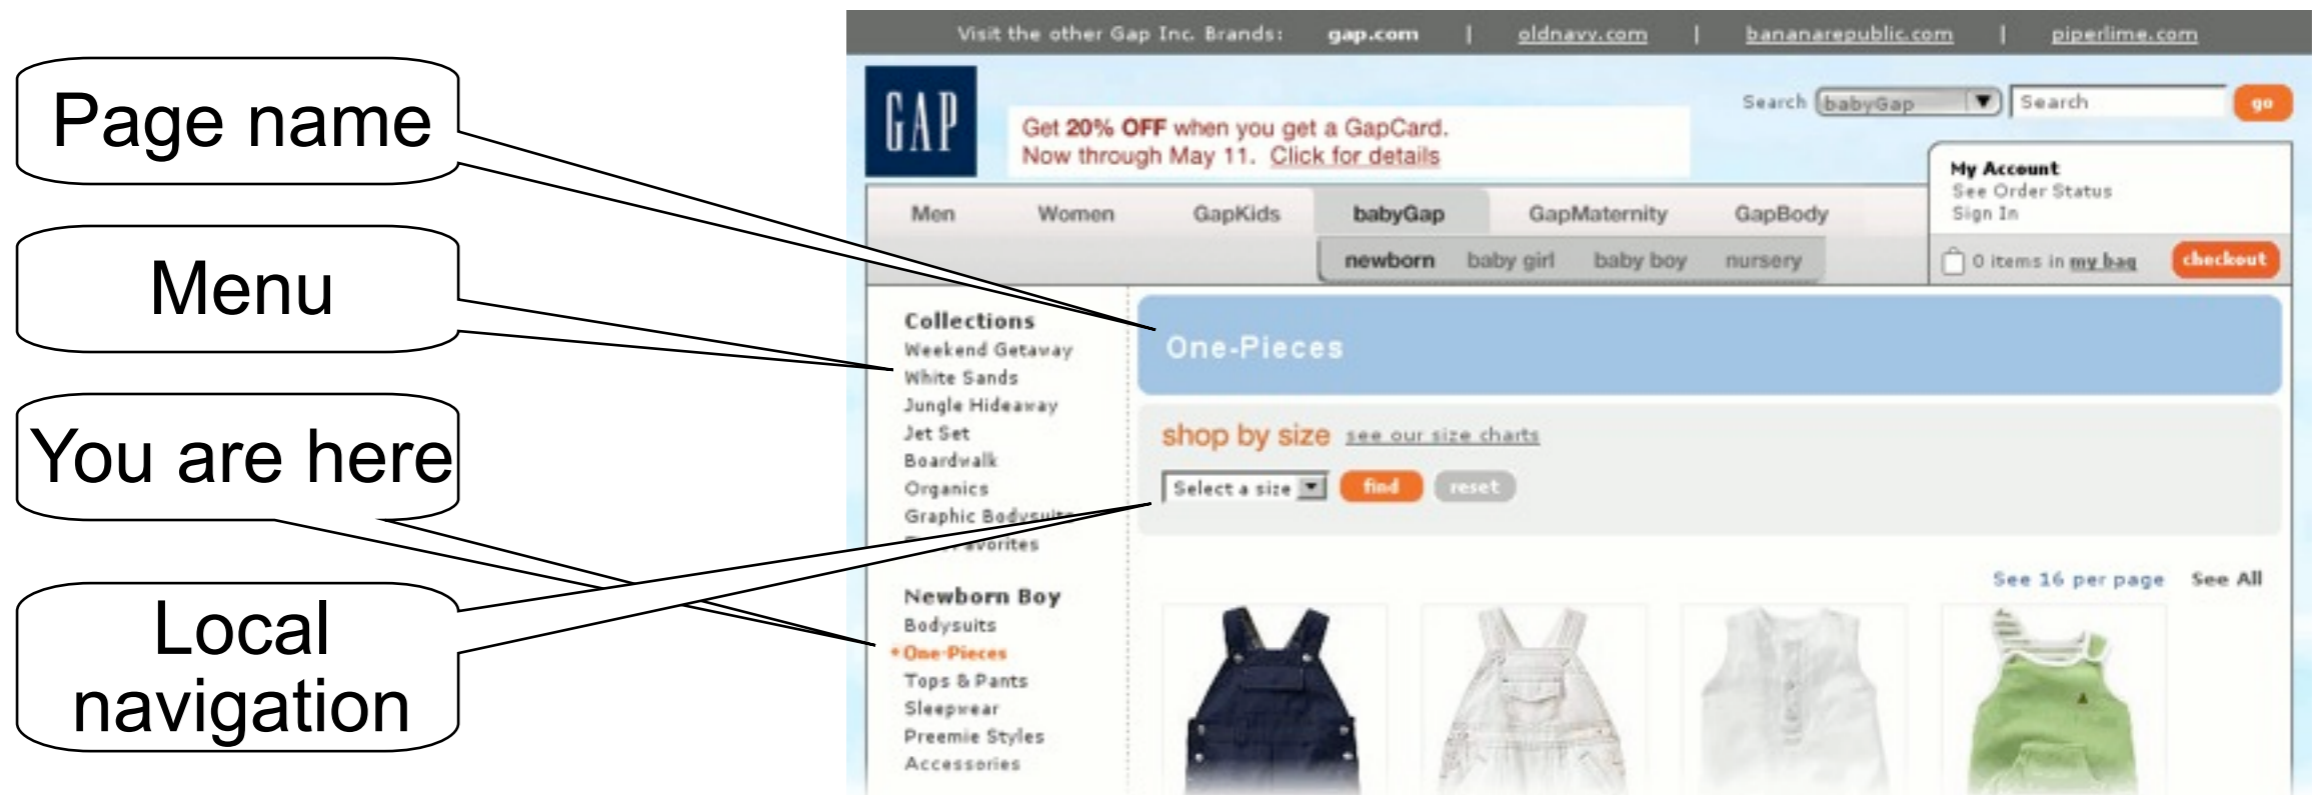 Page name
Menu
You are here
Local
navigation
Visit the other Gap Inc. Brands: gap.com | oldnavy.com | bananarepublic.com | piperlime.com
GAP
Get 20% OFF when you get a GapCard.
Now through May 11. Click for details
Search babyGap Search go
My Account
See Order Status
Sign In
Men Women GapKids babyGap GapMaternity GapBody
newborn baby girl baby boy nursery
0 items in my bag checkout
Collections
Weekend Getaway
White Sands
Jungle Hideaway
Jet Set
Boardwalk
Organics
Graphic Bodysuits
Favorites
Newborn Boy
Bodysuits
One-Pieces
Tops & Pants
Sleepwear
Preemie Styles
Accessories
One-Pieces
shop by size see our size charts
Select a size find reset
See 16 per page See All